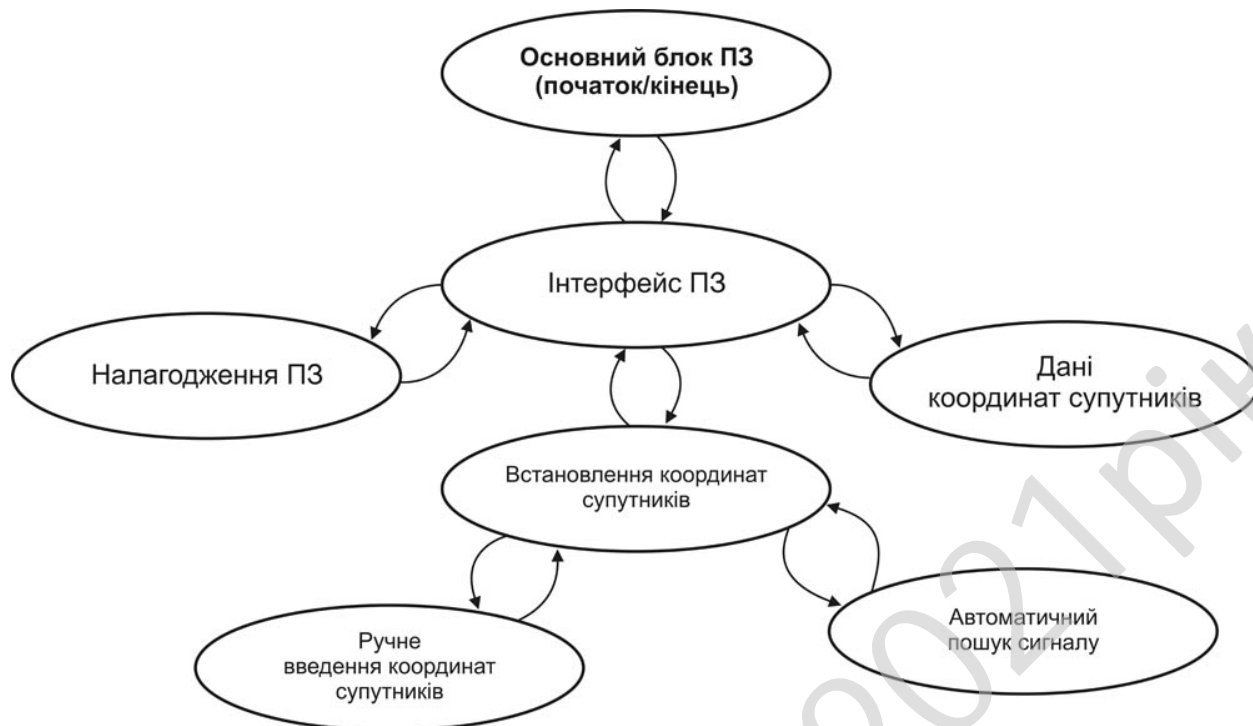 Основний блок ПЗ
(початок/кінець)
Інтерфейс ПЗ
Налагодження ПЗ
Дані
координат супутників
Встановлення координат
супутників
Ручне
введення координат
супутників
Автоматичний
пошук сигналу
2021рік